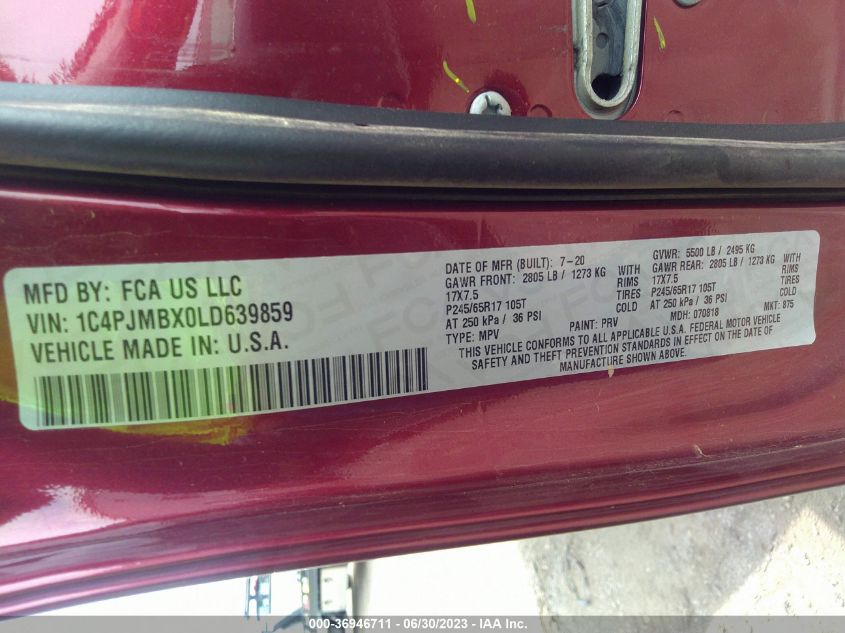 MFD BY: FCA US LLC
VIN: 1C4PJMBX0LD639859
VEHICLE MADE IN: U.S.A.
DATE OF MFR (BUILT): 7-20
GAWR FRONT: 2805 LB / 1273 KG WITH
17X7.5 RIMS
P245/65R17 105T TIRES
AT 250 kPa / 36 PSI COLD
TYPE: MPV PAINT: PRV
GVWR: 5500 LB / 2495 KG
GAWR REAR: 2805 LB / 1273 KG WITH
17X7.5 RIMS
P245/65R17 105T TIRES
AT 250 kPa / 36 PSI COLD
MDH: 070818 MKT: 875
THIS VEHICLE CONFORMS TO ALL APPLICABLE U.S.A. FEDERAL MOTOR VEHICLE
SAFETY AND THEFT PREVENTION STANDARDS IN EFFECT ON THE DATE OF
MANUFACTURE SHOWN ABOVE.
000-36946711 - 06/30/2023 - IAA Inc.